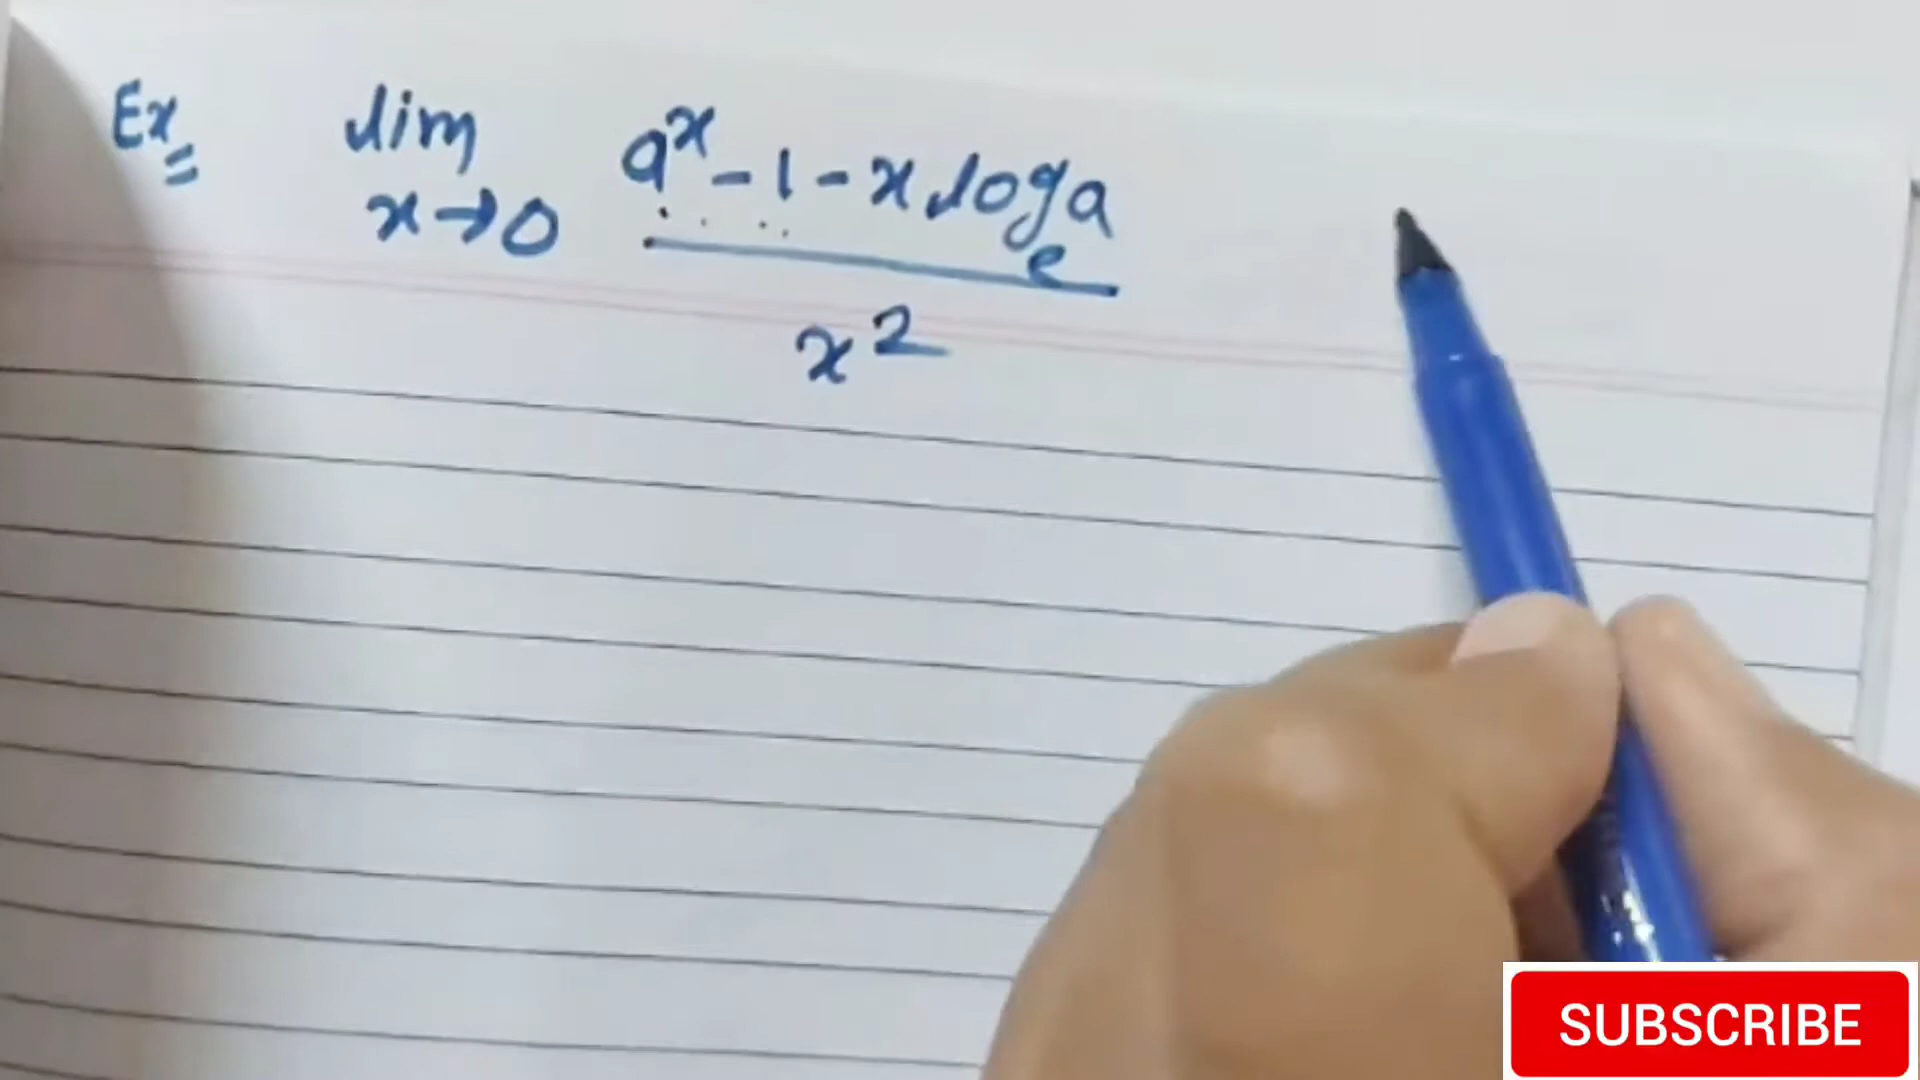 Ex lim a^x - 1 - x log_e a
x→0 x^2
SUBSCRIBE